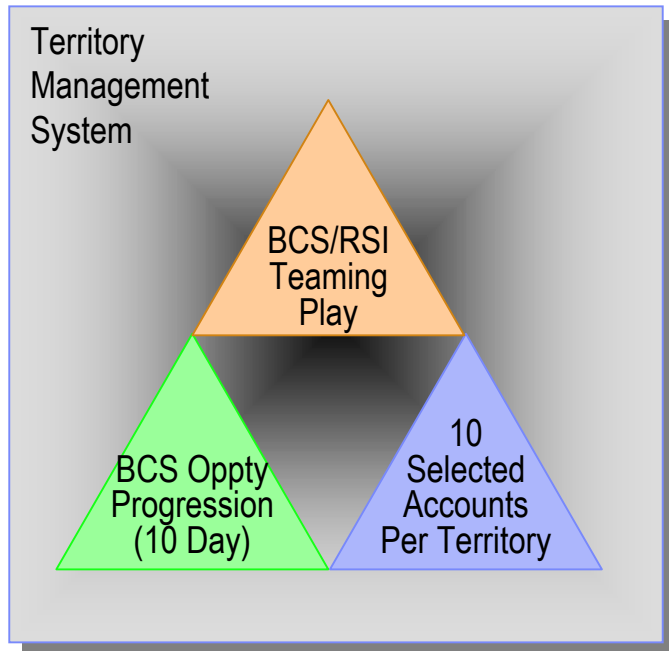 Territory
Management
System
BCS/RSI
Teaming
Play
BCS Oppty
Progression
(10 Day)
10
Selected
Accounts
Per Territory